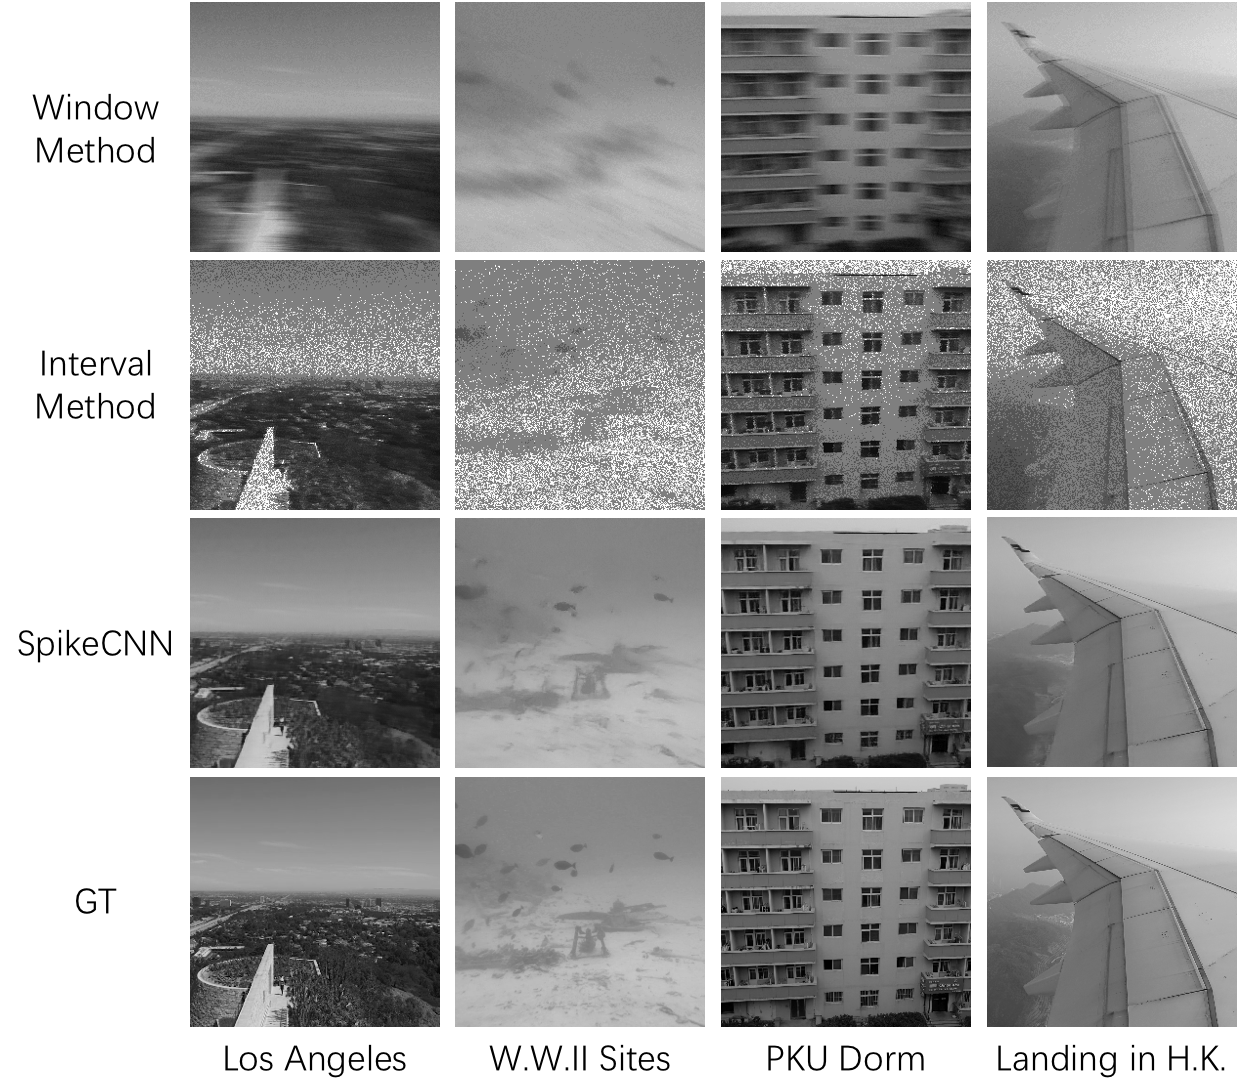 Window
Method
Interval
Method
SpikeCNN
GT
Los Angeles
W.W.II Sites
PKU Dorm
Landing in H.K.